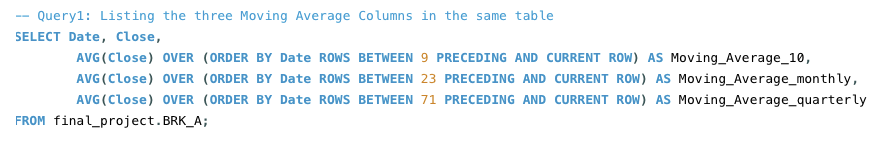 -- Query1: Listing the three Moving Average Columns in the same table
SELECT Date, Close,
AVG(Close) OVER (ORDER BY Date ROWS BETWEEN 9 PRECEDING AND CURRENT ROW) AS Moving_Average_10,
AVG(Close) OVER (ORDER BY Date ROWS BETWEEN 23 PRECEDING AND CURRENT ROW) AS Moving_Average_monthly,
AVG(Close) OVER (ORDER BY Date ROWS BETWEEN 71 PRECEDING AND CURRENT ROW) AS Moving_Average_quarterly
FROM final_project.BRK_A;